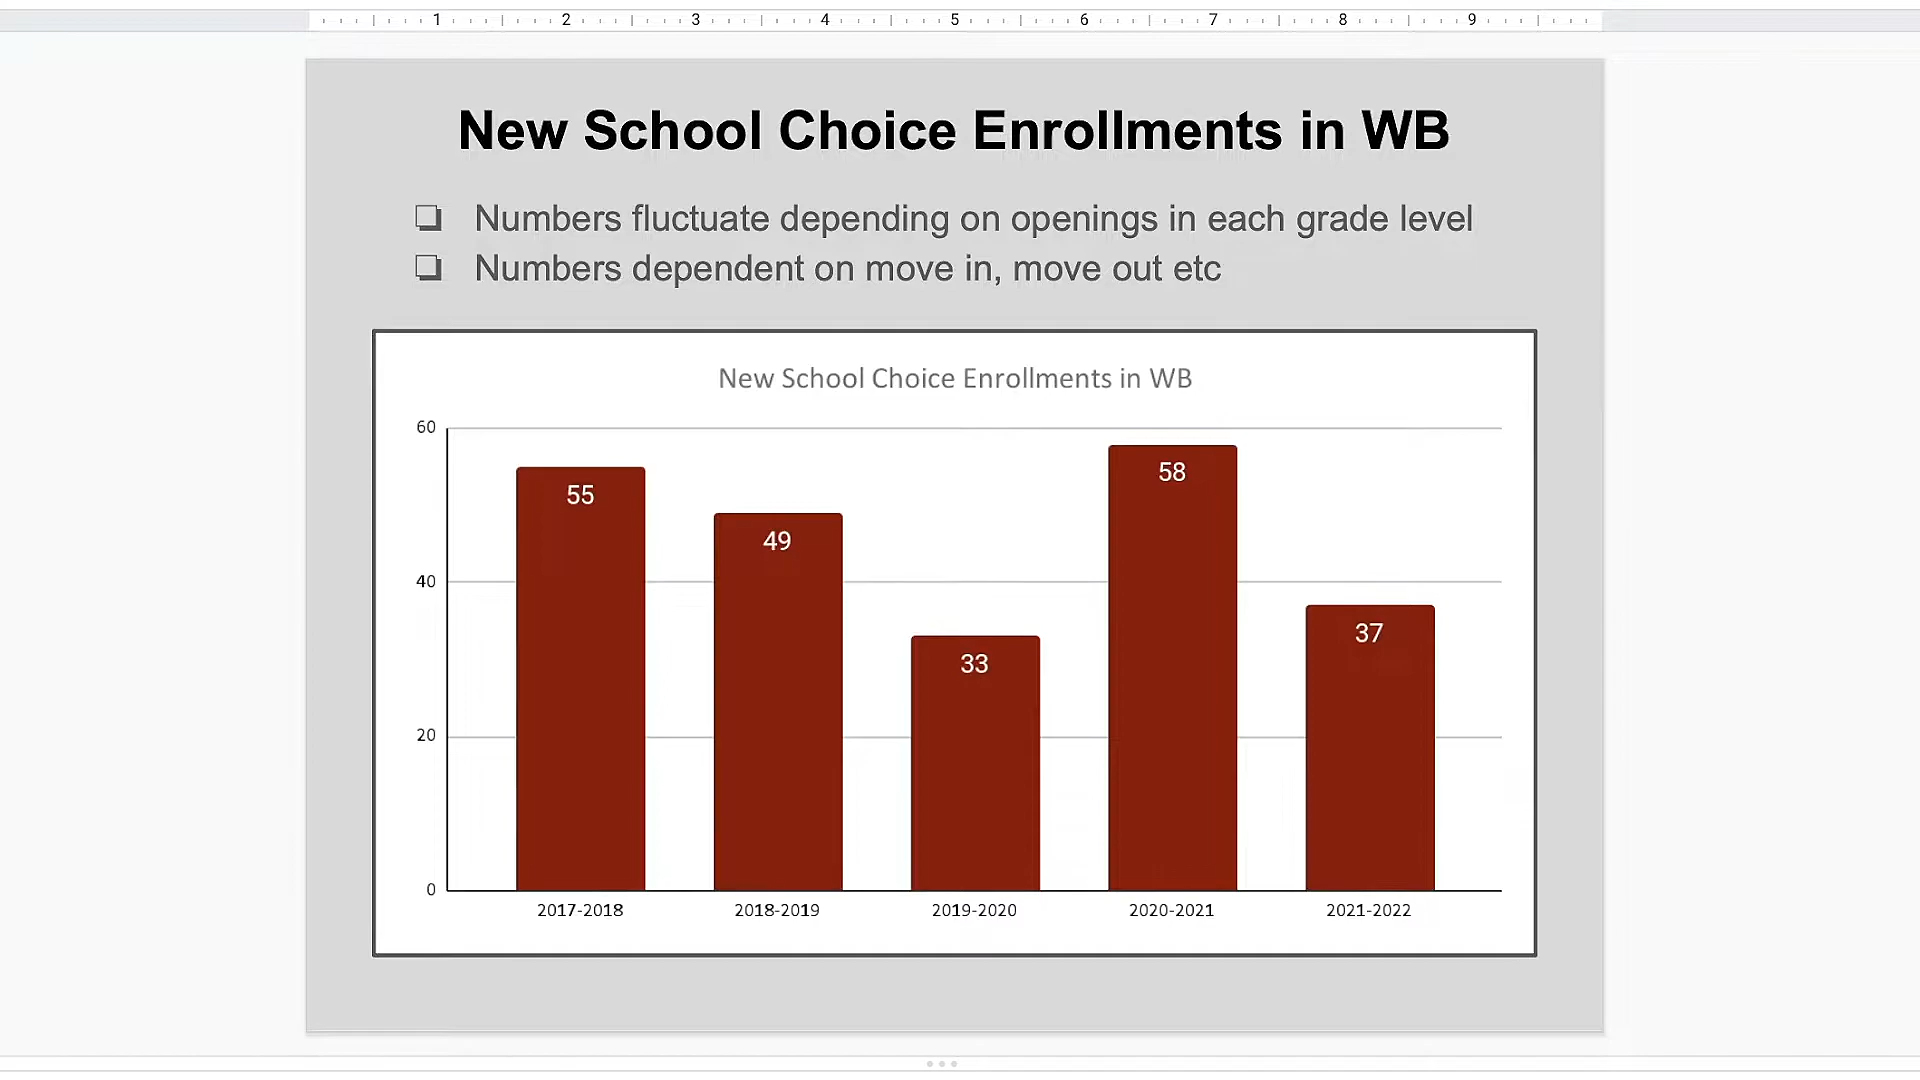 1 2 3 4 5 6 7 8 9
New School Choice Enrollments in WB
❏ Numbers fluctuate depending on openings in each grade level
❏ Numbers dependent on move in, move out etc
New School Choice Enrollments in WB
60
40
20
0
55
49
33
58
37
2017-2018 2018-2019 2019-2020 2020-2021 2021-2022